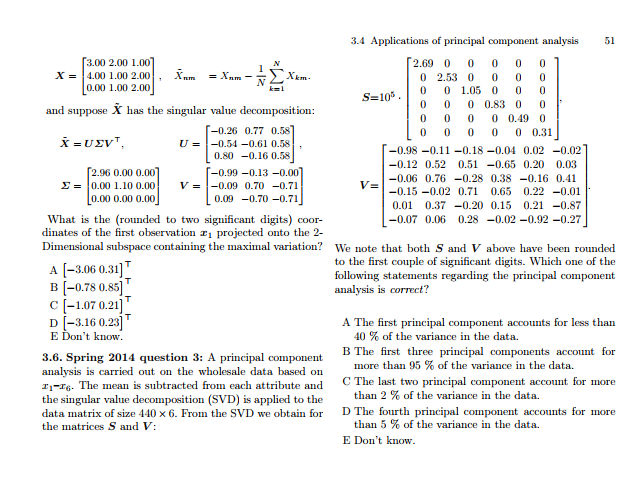 X = [3.00 2.00 1.00
4.00 1.00 2.00
0.00 1.00 2.00] , X̃nm = Xnm − 1/N ∑_{k=1}^{N} Xkm.
and suppose X̃ has the singular value decomposition:
X̃ = UΣV⊤, U = [−0.26 0.77 0.58
−0.54 −0.61 0.58
0.80 −0.16 0.58] ,
Σ = [2.96 0.00 0.00
0.00 1.10 0.00
0.00 0.00 0.00] V = [−0.99 −0.13 −0.00
−0.09 0.70 −0.71
0.09 −0.70 −0.71]
What is the (rounded to two significant digits) coor-
dinates of the first observation x1 projected onto the 2-
Dimensional subspace containing the maximal variation?
A [−3.06 0.31]⊤
B [−0.78 0.85]⊤
C [−1.07 0.21]⊤
D [−3.16 0.23]⊤
E Don't know.
3.6. Spring 2014 question 3: A principal component
analysis is carried out on the wholesale data based on
x1–x6. The mean is subtracted from each attribute and
the singular value decomposition (SVD) is applied to the
data matrix of size 440 × 6. From the SVD we obtain for
the matrices S and V:
3.4 Applications of principal component analysis 51
S=10⁵ · [2.69 0 0 0 0 0
0 2.53 0 0 0 0
0 0 1.05 0 0 0
0 0 0 0.83 0 0
0 0 0 0 0.49 0
0 0 0 0 0 0.31],
V= [−0.98 −0.11 −0.18 −0.04 0.02 −0.02
−0.12 0.52 0.51 −0.65 0.20 0.03
−0.06 0.76 −0.28 0.38 −0.16 0.41
−0.15 −0.02 0.71 0.65 0.22 −0.01
0.01 0.37 −0.20 0.15 0.21 −0.87
−0.07 0.06 0.28 −0.02 −0.92 −0.27].
We note that both S and V above have been rounded
to the first couple of significant digits. Which one of the
following statements regarding the principal component
analysis is correct?
A The first principal component accounts for less than
40 % of the variance in the data.
B The first three principal components account for
more than 95 % of the variance in the data.
C The last two principal component account for more
than 2 % of the variance in the data.
D The fourth principal component accounts for more
than 5 % of the variance in the data.
E Don't know.